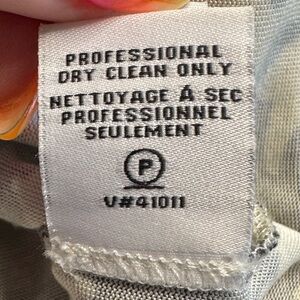 PROFESSIONAL
DRY CLEAN ONLY
NETTOYAGE Á SEC
PROFESSIONNEL
SEULEMENT
P
V#41011